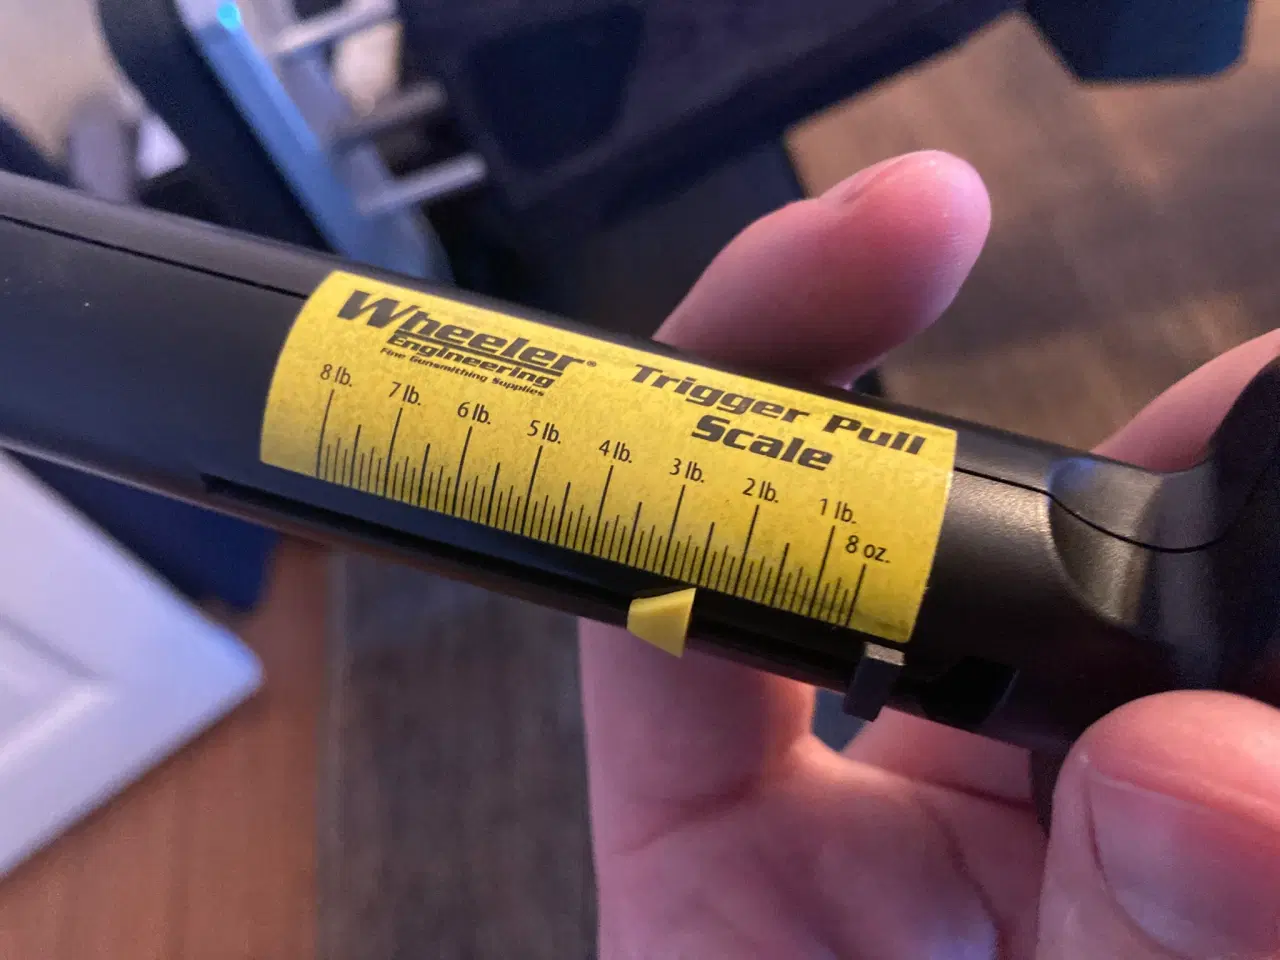 Wheeler®
Engineering
Fine Gunsmithing Supplies
Trigger Pull
Scale
8 lb. 7 lb. 6 lb. 5 lb. 4 lb. 3 lb. 2 lb. 1 lb.
8 oz.